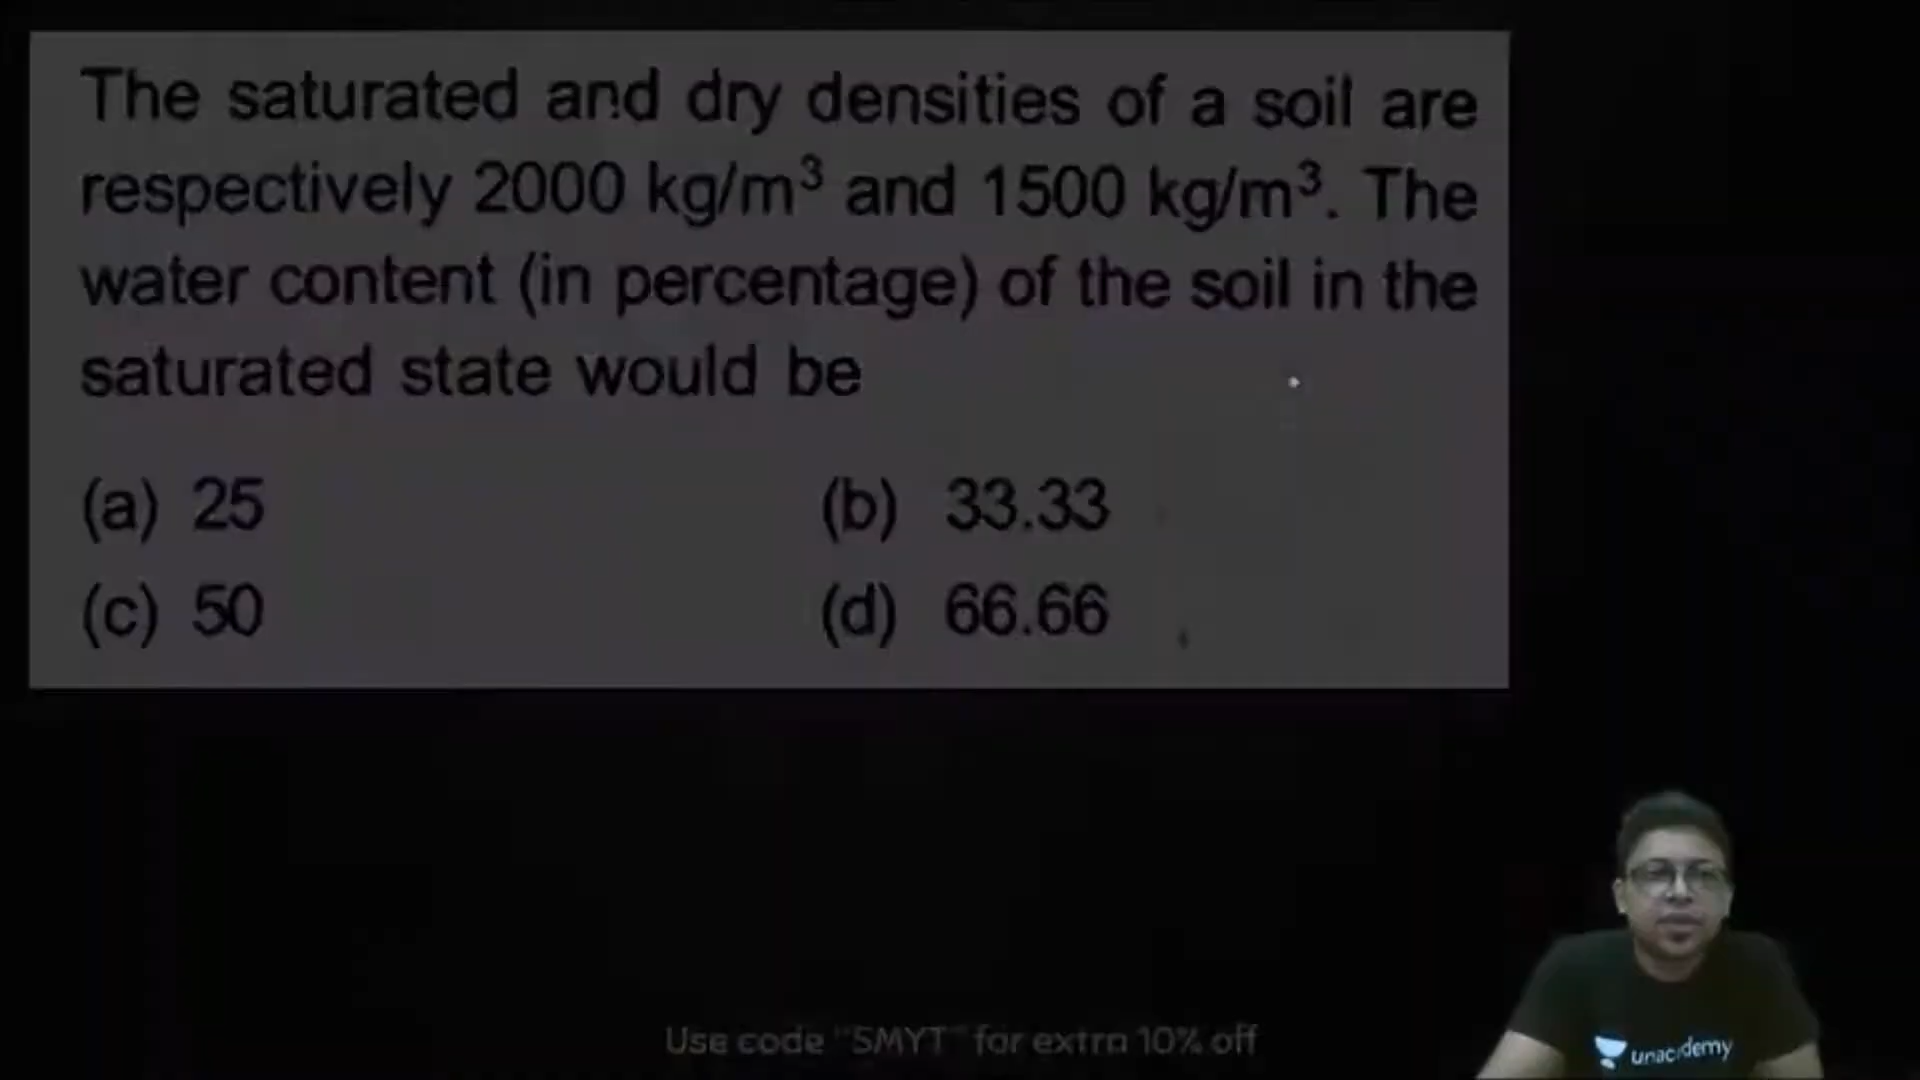 The saturated and dry densities of a soil are
respectively 2000 kg/m³ and 1500 kg/m³. The
water content (in percentage) of the soil in the
saturated state would be
(a) 25 (b) 33.33
(c) 50 (d) 66.66
Use code "SMYT" for extra 10% off
unacademy